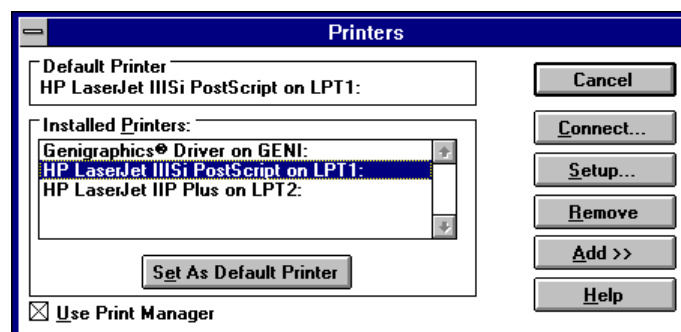 Printers
Default Printer
HP LaserJet IIISi PostScript on LPT1:
Installed Printers:
Genigraphics® Driver on GENI:
HP LaserJet IIISi PostScript on LPT1:
HP LaserJet IIP Plus on LPT2:
Set As Default Printer
Use Print Manager
Cancel
Connect...
Setup...
Remove
Add >>
Help